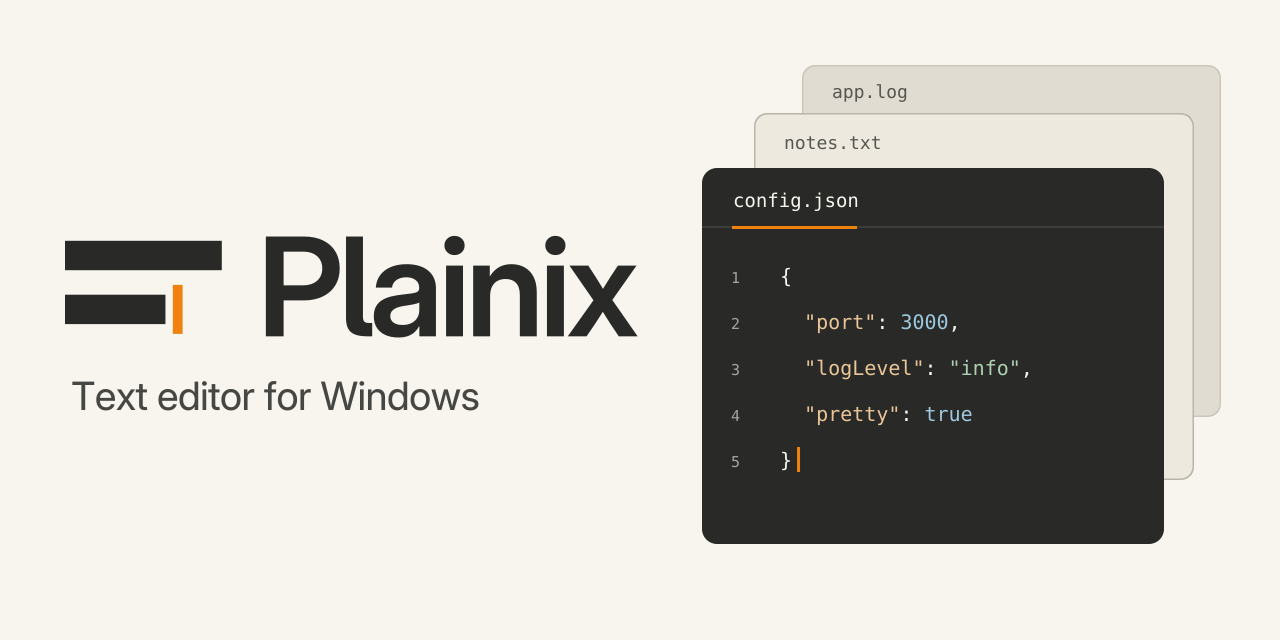 Plainix
Text editor for Windows
app.log
notes.txt
config.json
1 {
2 "port": 3000,
3 "logLevel": "info",
4 "pretty": true
5 }